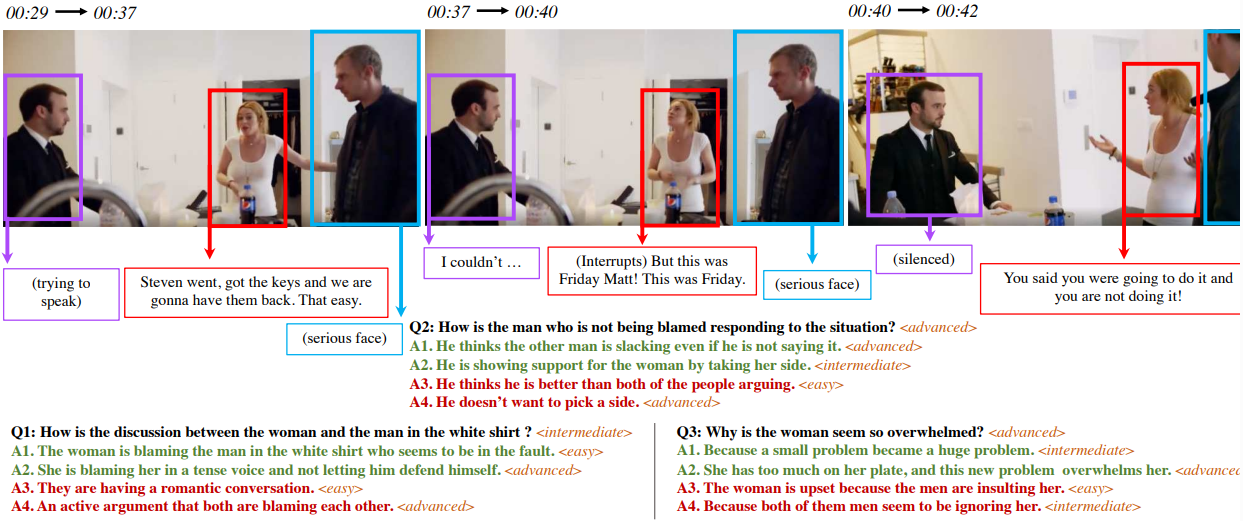 00:29 → 00:37
00:37 → 00:40
00:40 → 00:42
(trying to
speak)
Steven went, got the keys and we are
gonna have them back. That easy.
(serious face)
I couldn't …
(Interrupts) But this was
Friday Matt! This was Friday.
(serious face)
(silenced)
You said you were going to do it and
you are not doing it!
Q2: How is the man who is not being blamed responding to the situation? <advanced>
A1. He thinks the other man is slacking even if he is not saying it. <advanced>
A2. He is showing support for the woman by taking her side. <intermediate>
A3. He thinks he is better than both of the people arguing. <easy>
A4. He doesn't want to pick a side. <advanced>
Q1: How is the discussion between the woman and the man in the white shirt ? <intermediate>
A1. The woman is blaming the man in the white shirt who seems to be in the fault. <easy>
A2. She is blaming her in a tense voice and not letting him defend himself. <advanced>
A3. They are having a romantic conversation. <easy>
A4. An active argument that both are blaming each other. <advanced>
Q3: Why is the woman seem so overwhelmed? <advanced>
A1. Because a small problem became a huge problem. <intermediate>
A2. She has too much on her plate, and this new problem overwhelms her. <advance
A3. The woman is upset because the men are insulting her. <easy>
A4. Because both of them men seem to be ignoring her. <intermediate>